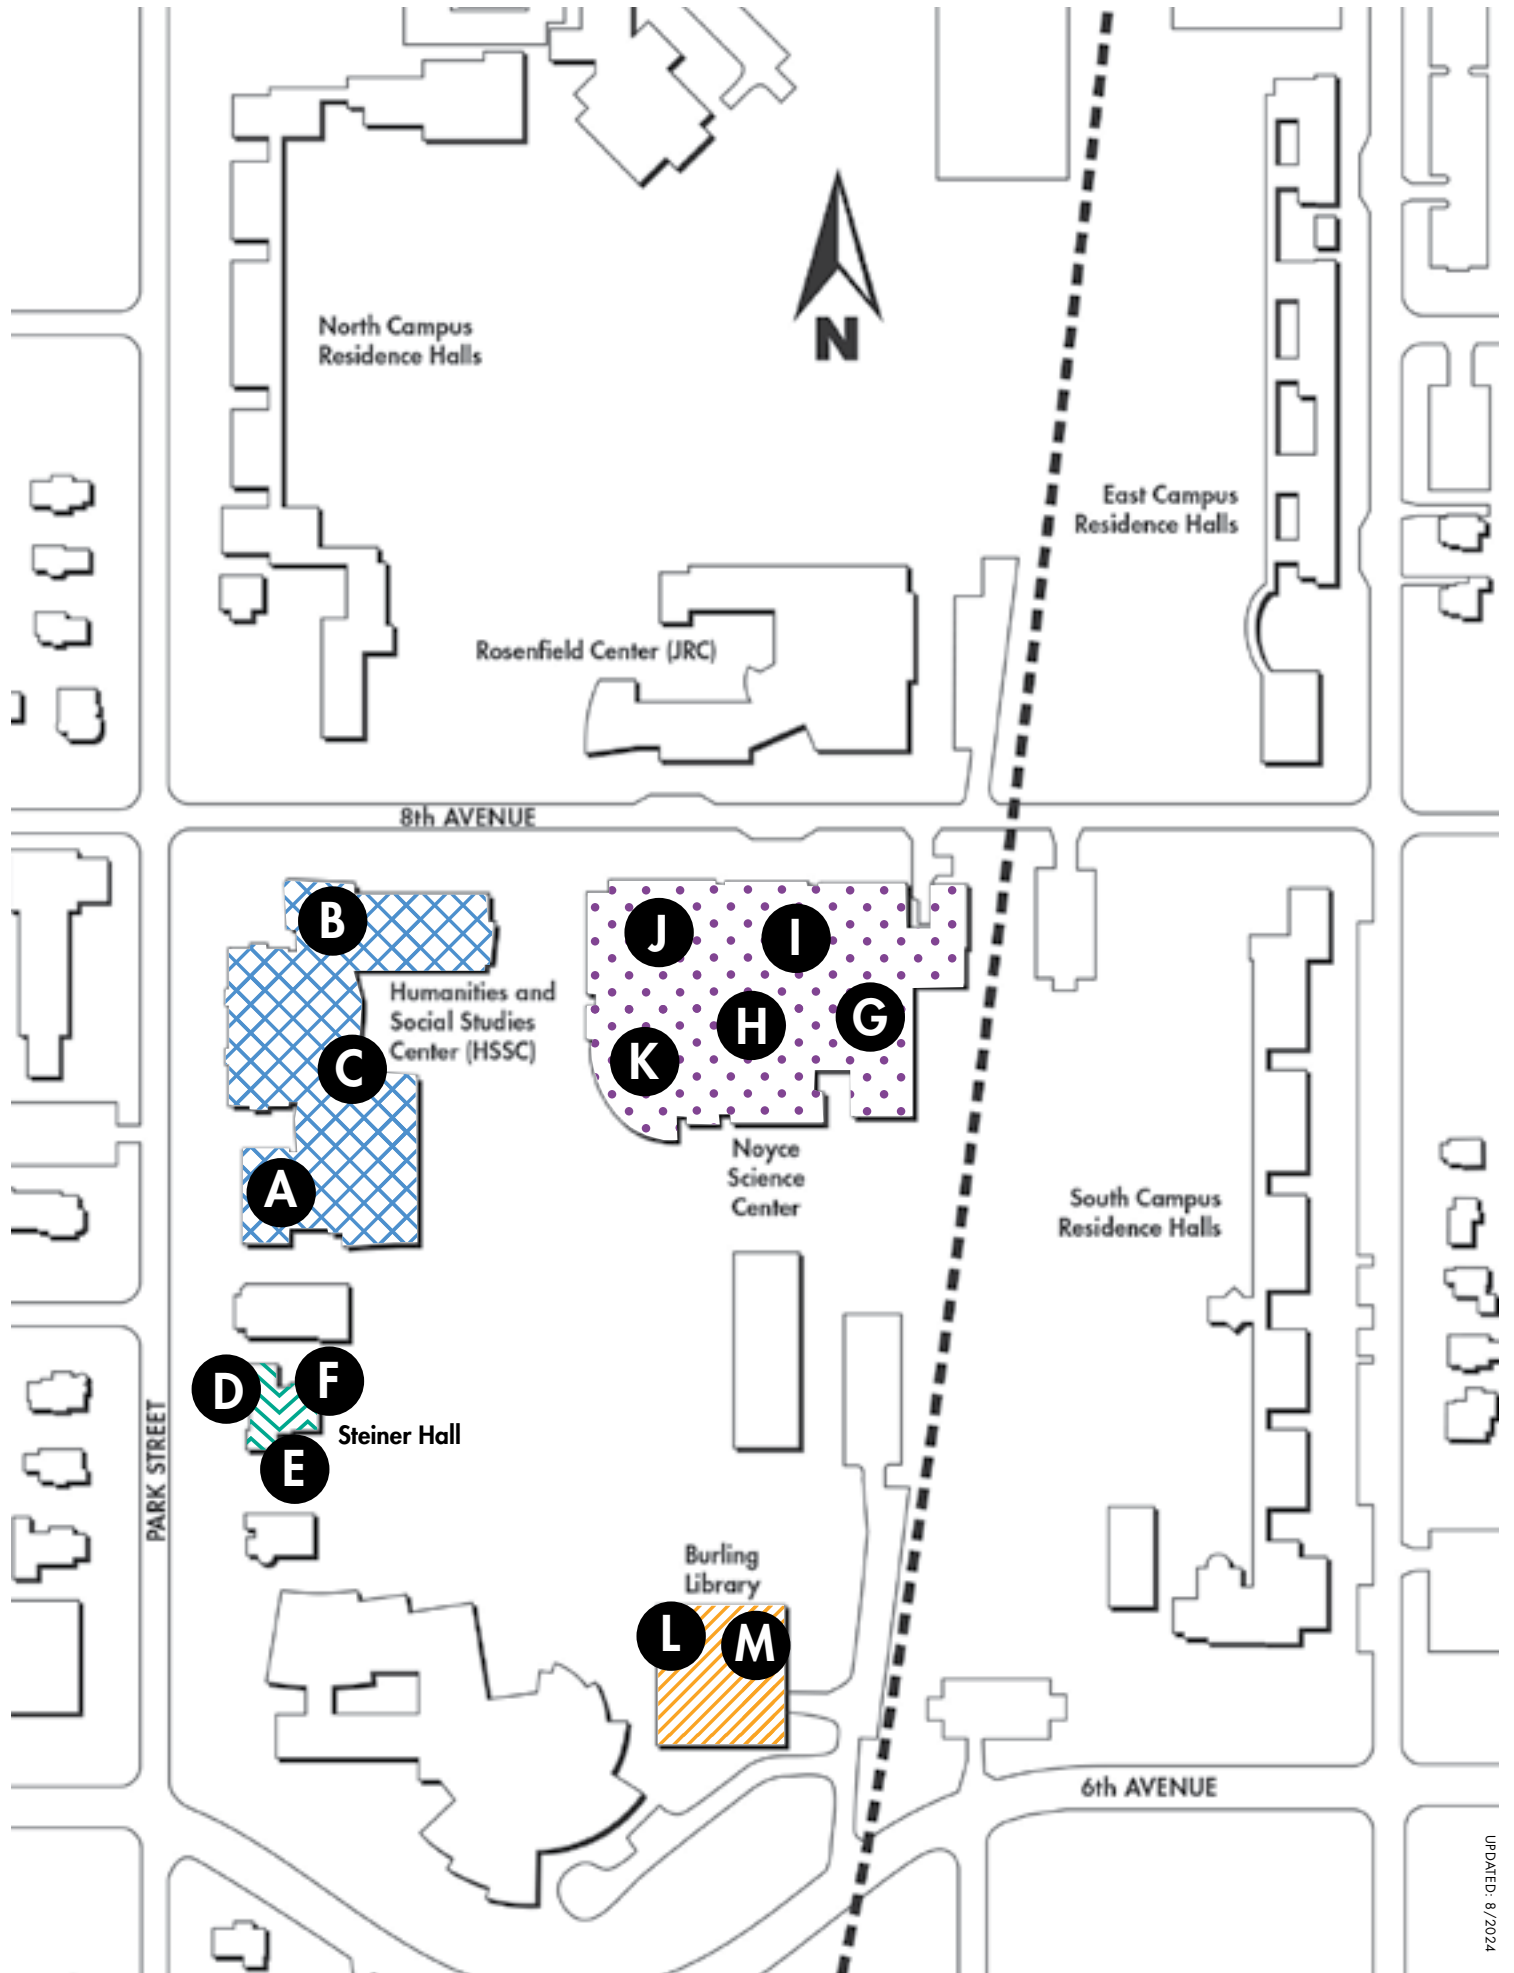 North Campus
Residence Halls
N
East Campus
Residence Halls
Rosenfield Center (JRC)
8th AVENUE
B
J
I
Humanities and
Social Studies
Center (HSSC)
C
H
G
K
A
Noyce
Science
Center
South Campus
Residence Halls
D
F
Steiner Hall
E
PARK STREET
Burling
Library
L
M
6th AVENUE
UPDATED: 8/2024